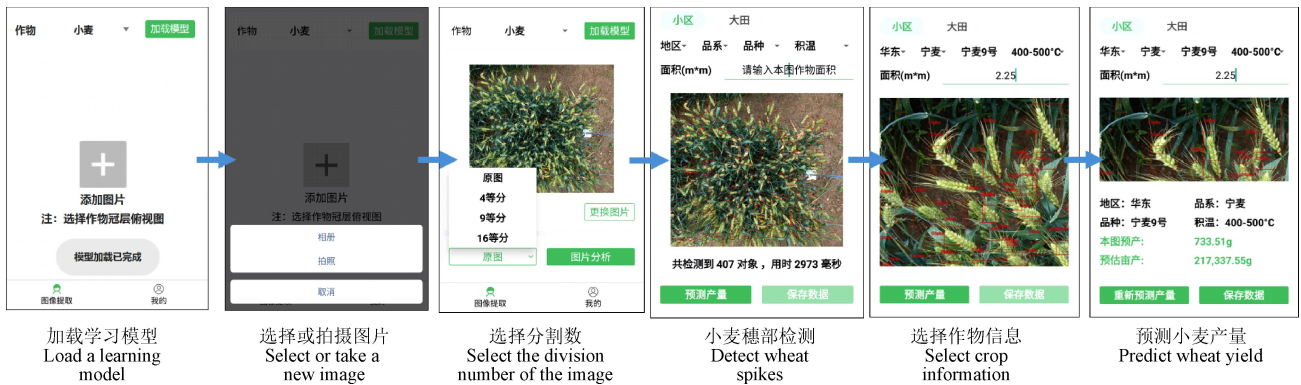 作物 小麦 加载模型
添加图片
注：选择作物冠层俯视图
模型加载已完成
图像提取 我的
加载学习模型
Load a learning
model
作物 小麦 加载模型
添加图片
注：选择作物冠层俯视图
相册
拍照
取消
选择或拍摄图片
Select or take a
new image
作物 小麦 加载模型
原图
4等分
9等分
16等分
更换图片
原图 图片分析
图像提取 我的
选择分割数
Select the division
number of the image
小区 大田
地区 品系 品种 积温
面积(m*m) 请输入本图作物面积
共检测到 407 对象 ，用时 2973 毫秒
预测产量 保存数据
小麦穗部检测
Detect wheat
spikes
小区 大田
华东 宁麦 宁麦9号 400-500°C
面积(m*m) 2.25
预测产量 保存数据
选择作物信息
Select crop
information
小区 大田
华东 宁麦 宁麦9号 400-500°C
面积(m*m) 2.25
地区：华东 品系：宁麦
品种：宁麦9号 积温：400-500°C
本图预产： 733.51g
预估亩产： 217,337.55g
重新预测产量 保存数据
预测小麦产量
Predict wheat yield